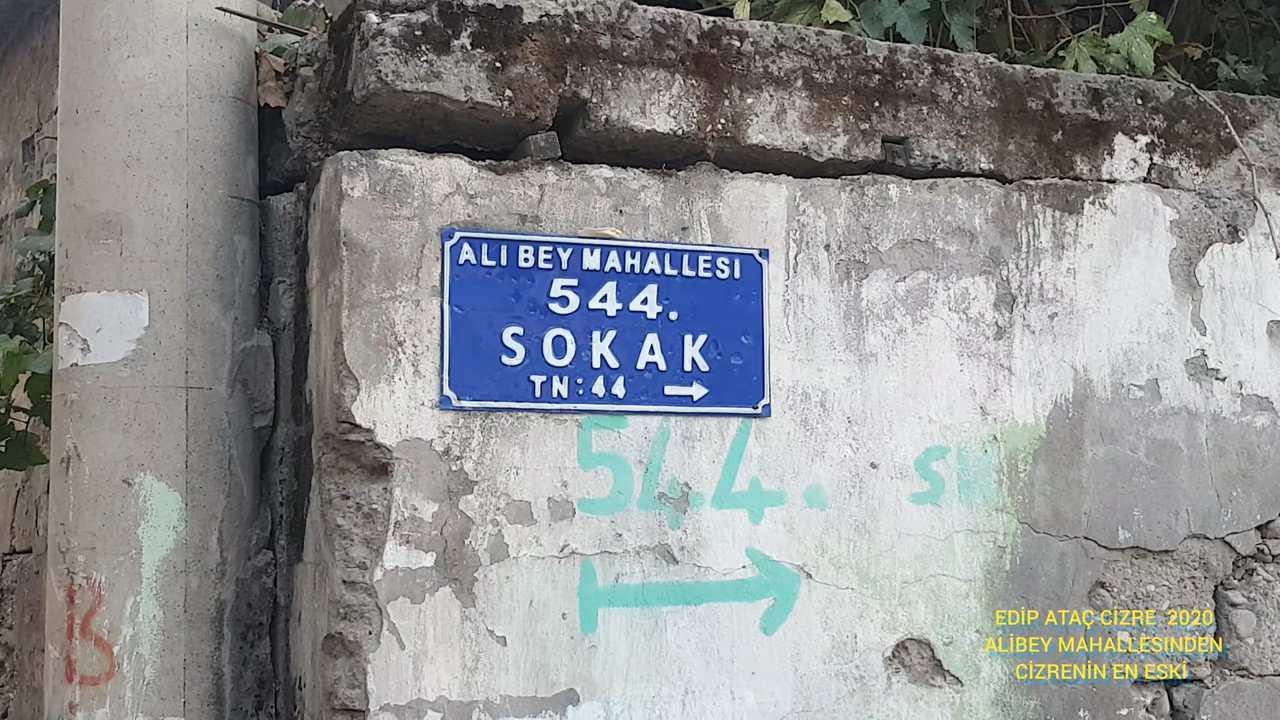 ALI BEY MAHALLESI
544.
SOKAK
TN:44 →
544. SK
B
EDİP ATAÇ CİZRE 2020
ALİBEY MAHALLESINDEN
CİZRENİN EN ESKİ